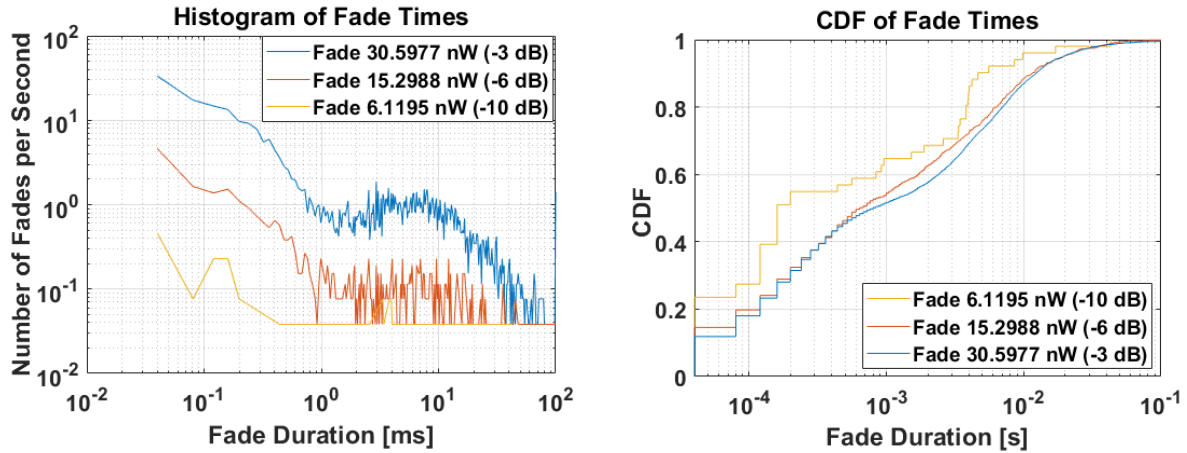 Histogram of Fade Times
Number of Fades per Second
10^2
10^1
10^0
10^-1
10^-2
Fade 30.5977 nW (-3 dB)
Fade 15.2988 nW (-6 dB)
Fade 6.1195 nW (-10 dB)
10^-2
10^-1
10^0
10^1
10^2
Fade Duration [ms]
CDF of Fade Times
CDF
1
0.8
0.6
0.4
0.2
0
Fade 6.1195 nW (-10 dB)
Fade 15.2988 nW (-6 dB)
Fade 30.5977 nW (-3 dB)
10^-4
10^-3
10^-2
10^-1
Fade Duration [s]